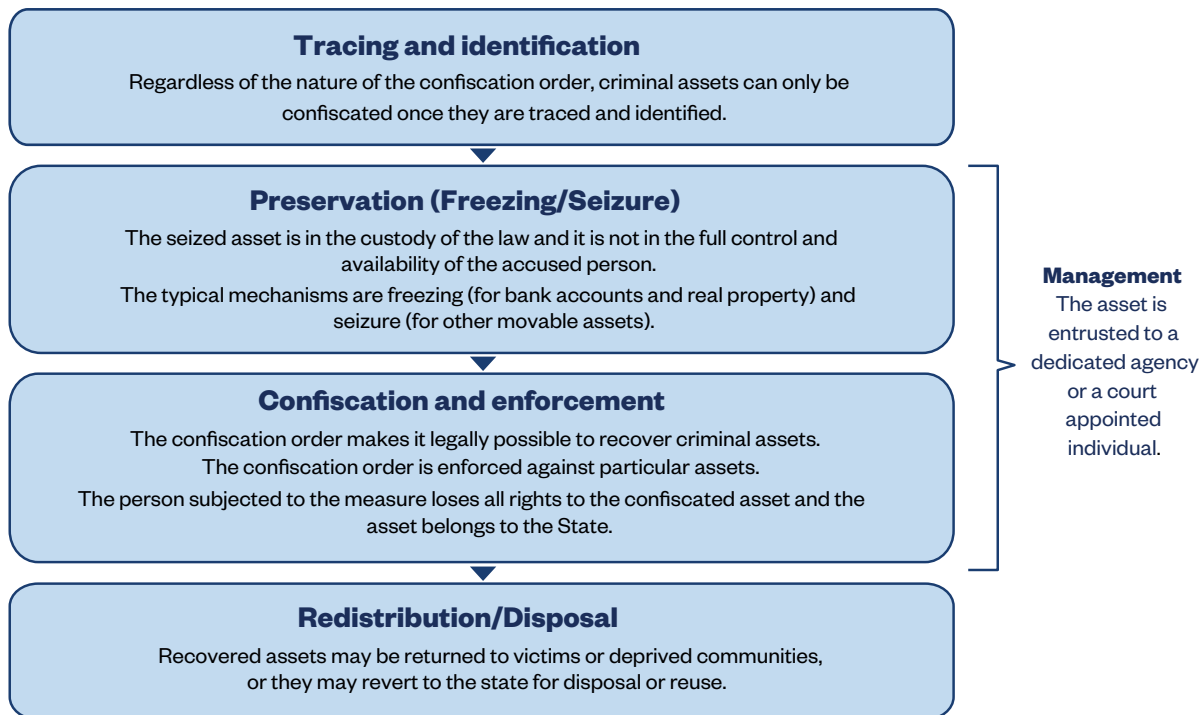 Tracing and identification
Regardless of the nature of the confiscation order, criminal assets can only be
confiscated once they are traced and identified.
Preservation (Freezing/Seizure)
The seized asset is in the custody of the law and it is not in the full control and
availability of the accused person.
The typical mechanisms are freezing (for bank accounts and real property) and
seizure (for other movable assets).
Confiscation and enforcement
The confiscation order makes it legally possible to recover criminal assets.
The confiscation order is enforced against particular assets.
The person subjected to the measure loses all rights to the confiscated asset and the
asset belongs to the State.
Management
The asset is
entrusted to a
dedicated agency
or a court
appointed
individual.
Redistribution/Disposal
Recovered assets may be returned to victims or deprived communities,
or they may revert to the state for disposal or reuse.